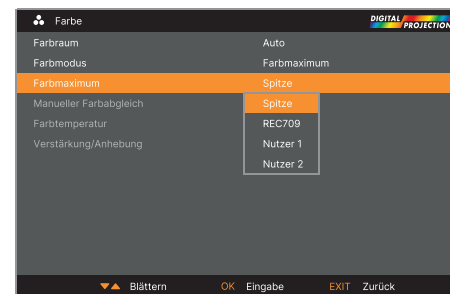 Farbe
DIGITAL PROJECTION
Farbraum Auto
Farbmodus Farbmaximum
Farbmaximum Spitze
Manueller Farbabgleich Spitze
Farbtemperatur REC709
Verstärkung/Anhebung Nutzer 1
Nutzer 2
Blättern OK Eingabe EXIT Zurück